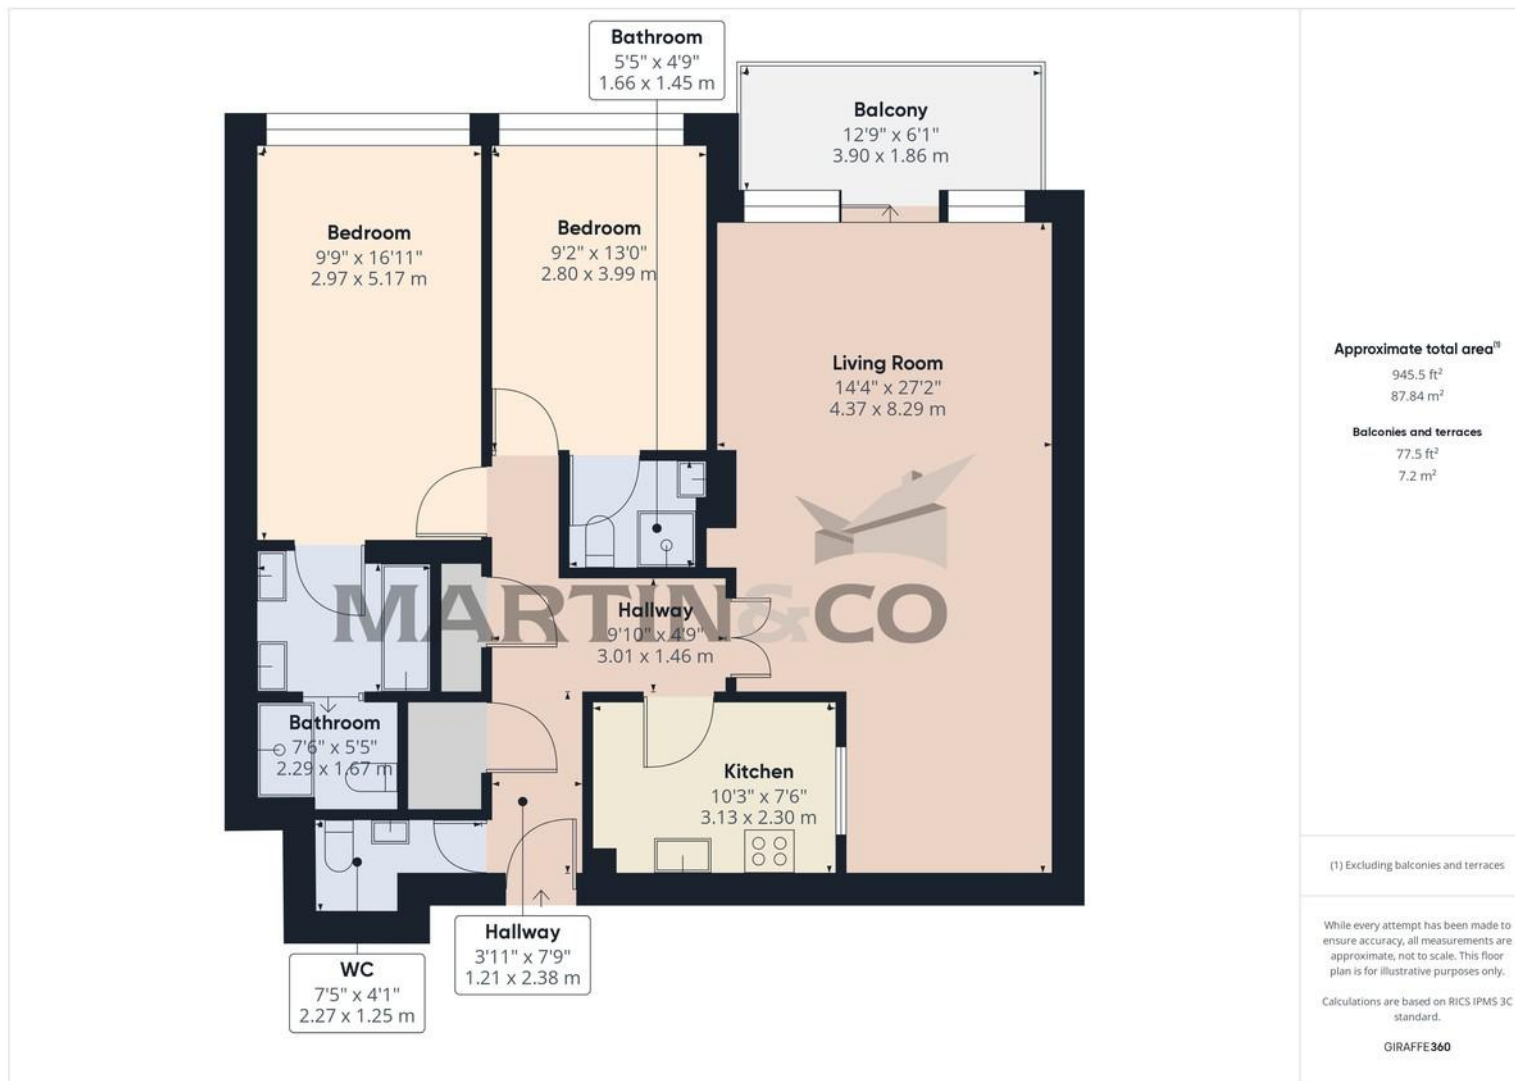 Bathroom
5'5" x 4'9"
1.66 x 1.45 m
Balcony
12'9" x 6'1"
3.90 x 1.86 m
Bedroom
9'9" x 16'11"
2.97 x 5.17 m
Bedroom
9'2" x 13'0"
2.80 x 3.99 m
Living Room
14'4" x 27'2"
4.37 x 8.29 m
MARTIN&CO
Hallway
9'10" x 4'9"
3.01 x 1.46 m
Bathroom
7'6" x 5'5"
2.29 x 1.67 m
Kitchen
10'3" x 7'6"
3.13 x 2.30 m
Hallway
3'11" x 7'9"
1.21 x 2.38 m
WC
7'5" x 4'1"
2.27 x 1.25 m
Approximate total area(1)
945.5 ft²
87.84 m²
Balconies and terraces
77.5 ft²
7.2 m²
(1) Excluding balconies and terraces
While every attempt has been made to
ensure accuracy, all measurements are
approximate, not to scale. This floor
plan is for illustrative purposes only.
Calculations are based on RICS IPMS 3C
standard.
GIRAFFE360